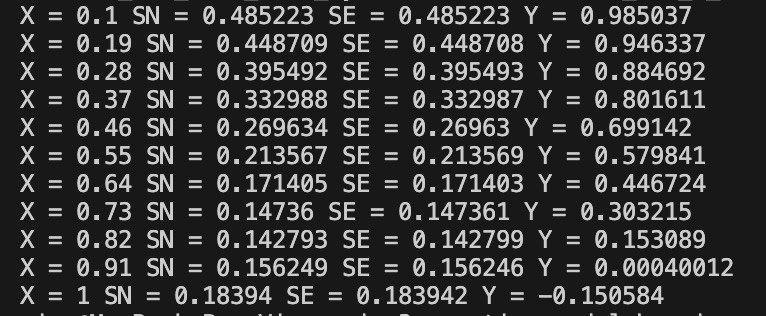 X = 0.1 SN = 0.485223 SE = 0.485223 Y = 0.985037
X = 0.19 SN = 0.448709 SE = 0.448708 Y = 0.946337
X = 0.28 SN = 0.395492 SE = 0.395493 Y = 0.884692
X = 0.37 SN = 0.332988 SE = 0.332987 Y = 0.801611
X = 0.46 SN = 0.269634 SE = 0.26963 Y = 0.699142
X = 0.55 SN = 0.213567 SE = 0.213569 Y = 0.579841
X = 0.64 SN = 0.171405 SE = 0.171403 Y = 0.446724
X = 0.73 SN = 0.14736 SE = 0.147361 Y = 0.303215
X = 0.82 SN = 0.142793 SE = 0.142799 Y = 0.153089
X = 0.91 SN = 0.156249 SE = 0.156246 Y = 0.00040012
X = 1 SN = 0.18394 SE = 0.183942 Y = -0.150584